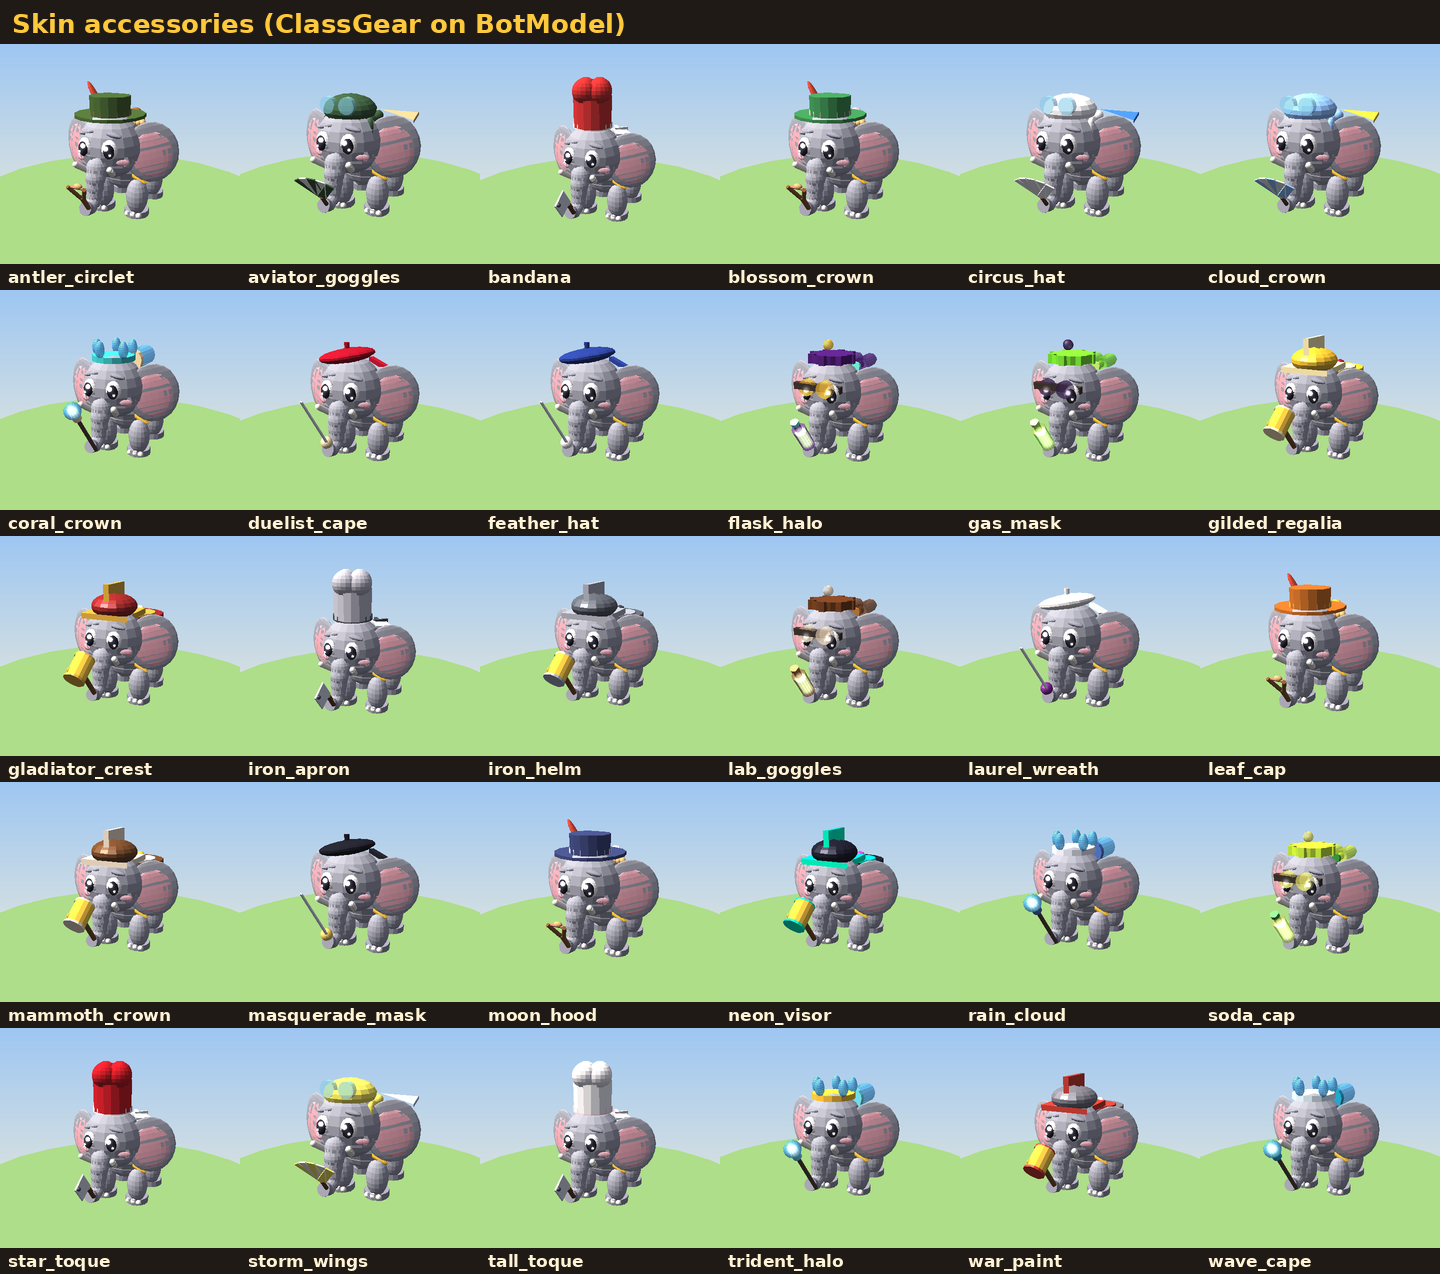 Skin accessories (ClassGear on BotModel)
antler_circlet aviator_goggles bandana blossom_crown circus_hat cloud_crown
coral_crown duelist_cape feather_hat flask_halo gas_mask gilded_regalia
gladiator_crest iron_apron iron_helm lab_goggles laurel_wreath leaf_cap
mammoth_crown masquerade_mask moon_hood neon_visor rain_cloud soda_cap
star_toque storm_wings tall_toque trident_halo war_paint wave_cape